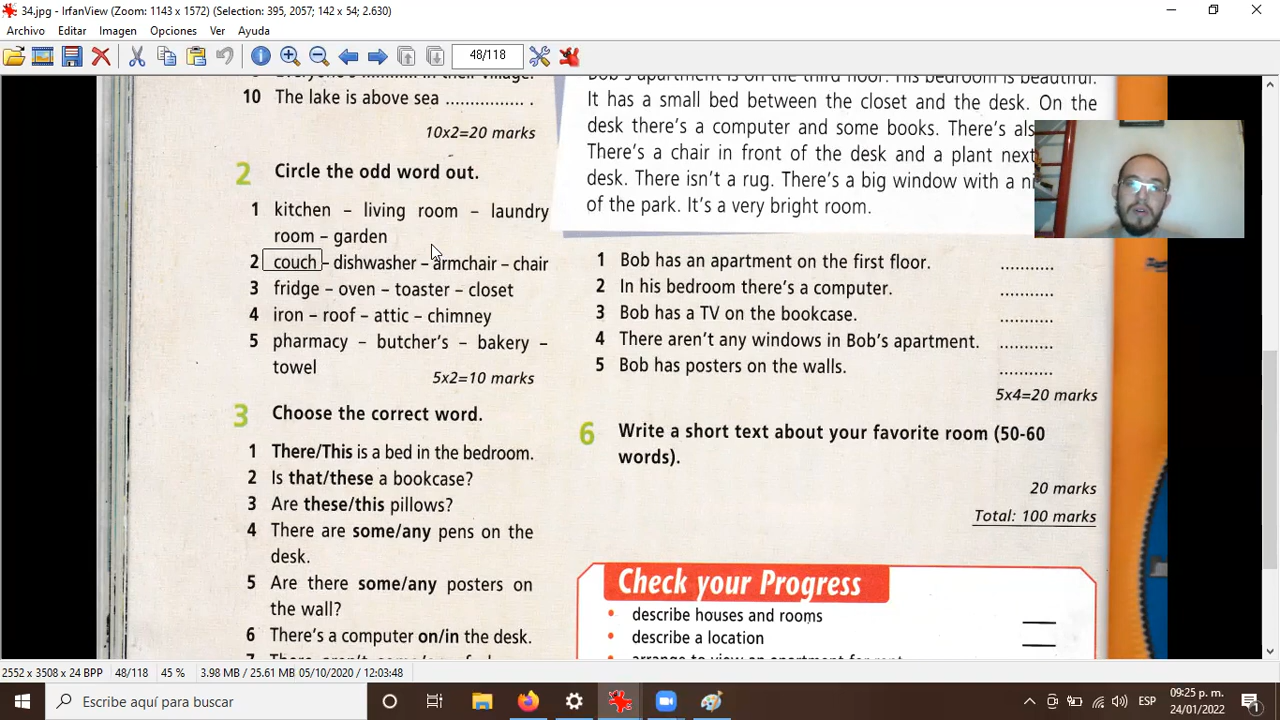 34.jpg - IrfanView (Zoom: 1143 x 1572) (Selection: 395, 2057; 142 x 54; 2.630)
Archivo Editar Imagen Opciones Ver Ayuda
48/118
10 The lake is above sea ................ .
10x2=20 marks
2 Circle the odd word out.
1 kitchen – living room – laundry
room – garden
2 couch – dishwasher – armchair – chair
3 fridge – oven – toaster – closet
4 iron – roof – attic – chimney
5 pharmacy – butcher's – bakery –
towel
5x2=10 marks
3 Choose the correct word.
1 There/This is a bed in the bedroom.
2 Is that/these a bookcase?
3 Are these/this pillows?
4 There are some/any pens on the
desk.
5 Are there some/any posters on
the wall?
6 There's a computer on/in the desk.
Bob's apartment is on the third floor. His bedroom is beautiful.
It has a small bed between the closet and the desk. On the
desk there's a computer and some books. There's als
There's a chair in front of the desk and a plant next
desk. There isn't a rug. There's a big window with a ni
of the park. It's a very bright room.
1 Bob has an apartment on the first floor. ...........
2 In his bedroom there's a computer. ...........
3 Bob has a TV on the bookcase. ...........
4 There aren't any windows in Bob's apartment. ...........
5 Bob has posters on the walls. ...........
5x4=20 marks
6 Write a short text about your favorite room (50-60
words).
20 marks
Total: 100 marks
Check your Progress
• describe houses and rooms
• describe a location
2552 x 3508 x 24 BPP 48/118 45 % 3.98 MB / 25.61 MB 05/10/2020 / 12:03:48
Escribe aquí para buscar
ESP
09:25 p. m.
24/01/2022